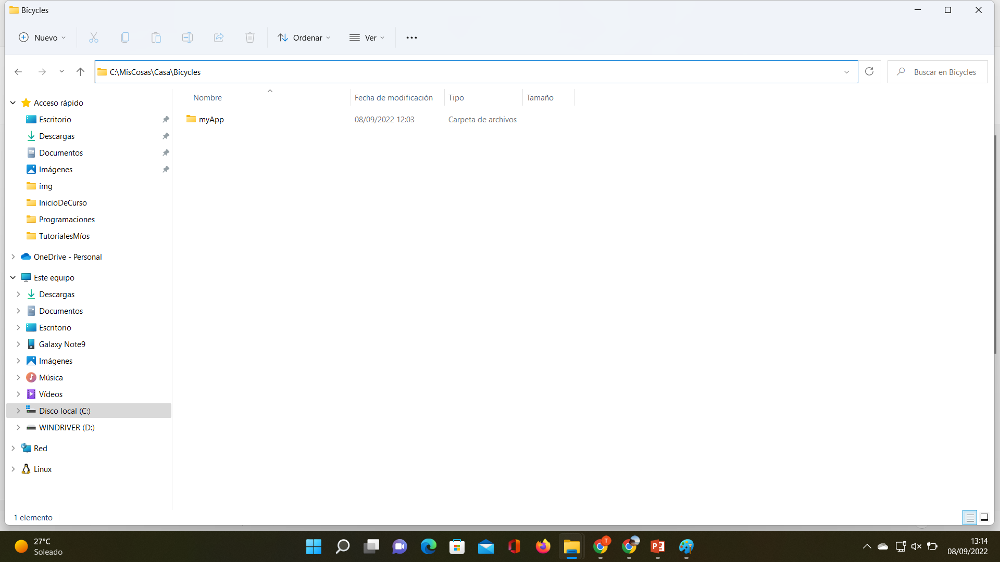 Bicycles
Nuevo
Ordenar
Ver
C:\MisCosas\Casa\Bicycles
Buscar en Bicycles
Nombre
Fecha de modificación
Tipo
Tamaño
myApp
08/09/2022 12:03
Carpeta de archivos
Acceso rápido
Escritorio
Descargas
Documentos
Imágenes
img
InicioDeCurso
Programaciones
TutorialesMíos
OneDrive - Personal
Este equipo
Descargas
Documentos
Escritorio
Galaxy Note9
Imágenes
Música
Vídeos
Disco local (C:)
WINDRIVER (D:)
Red
Linux
1 elemento
27°C
Soleado
T
13:14
08/09/2022